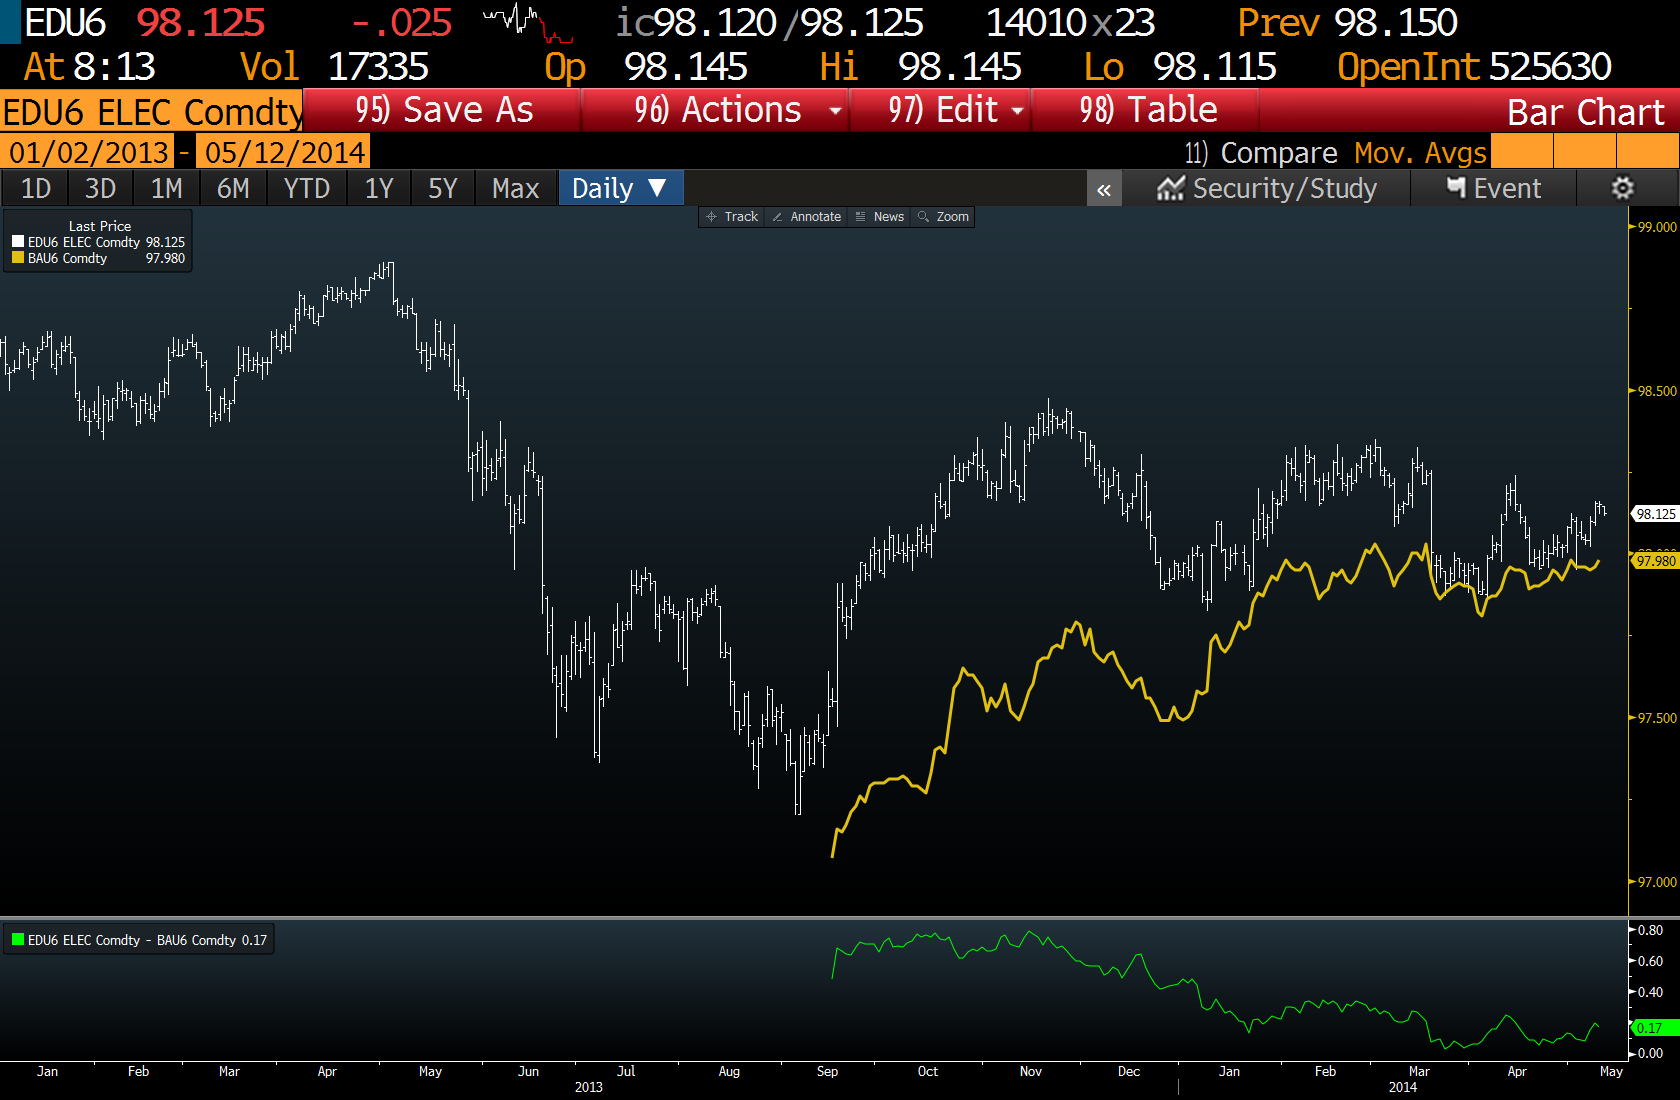 EDU6 98.125 -.025 ic98.120/98.125 14010x23 Prev 98.150
At 8:13 Vol 17335 Op 98.145 Hi 98.145 Lo 98.115 OpenInt 525630
EDU6 ELEC Comdty 95) Save As 96) Actions 97) Edit 98) Table Bar Chart
01/02/2013 - 05/12/2014 11) Compare Mov. Avgs
1D 3D 1M 6M YTD 1Y 5Y Max Daily ▼ « Security/Study Event
Track Annotate News Zoom
Last Price
EDU6 ELEC Comdty 98.125
BAU6 Comdty 97.980
99.000
98.500
98.125
97.980
97.500
97.000
EDU6 ELEC Comdty - BAU6 Comdty 0.17
0.80
0.60
0.40
0.17
0.00
Jan Feb Mar Apr May Jun Jul Aug Sep Oct Nov Dec Jan Feb Mar Apr May
2013 2014